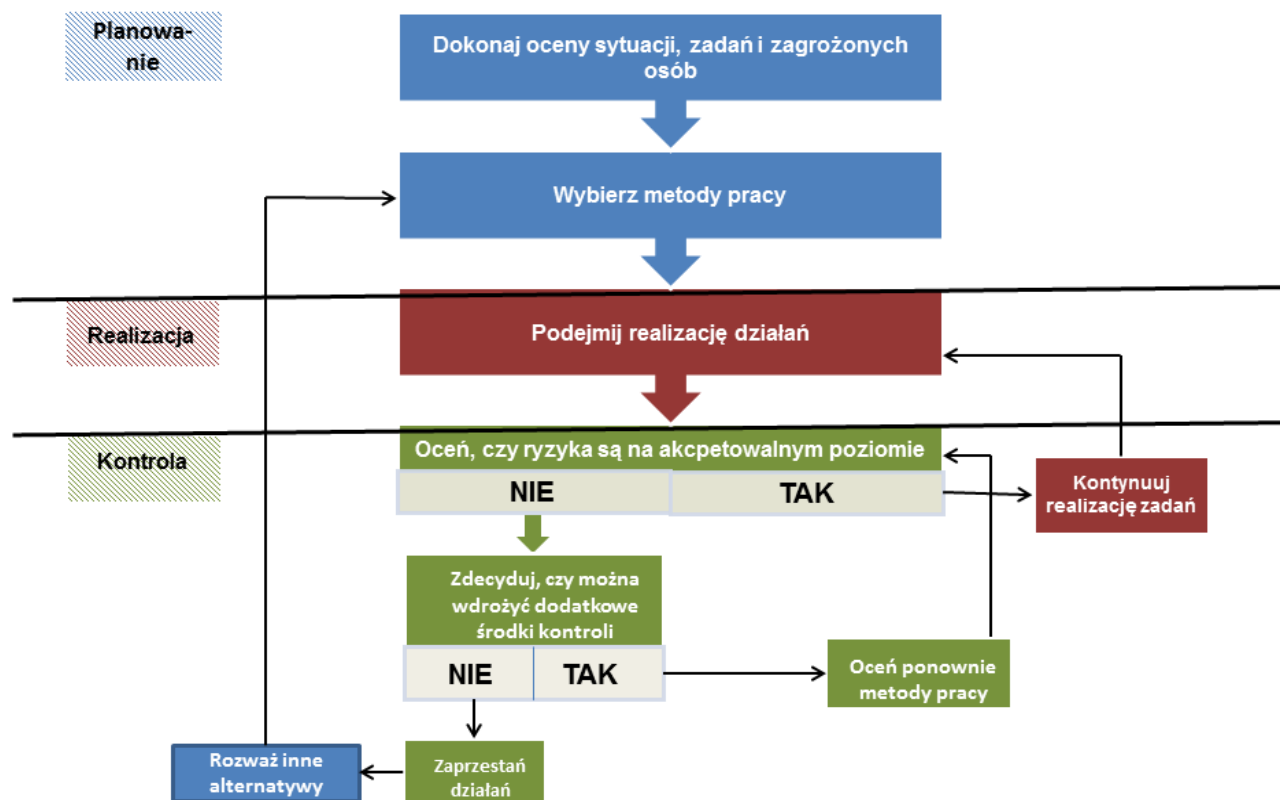 Planowa-
nie
Dokonaj oceny sytuacji, zadań i zagrożonych
osób
Wybierz metody pracy
Realizacja
Podejmij realizację działań
Kontrola
Oceń, czy ryzyka są na akcpetowalnym poziomie
NIE
TAK
Kontynuuj
realizację zadań
Zdecyduj, czy można
wdrożyć dodatkowe
środki kontroli
NIE
TAK
Oceń ponownie
metody pracy
Rozważ inne
alternatywy
Zaprzestań
działań